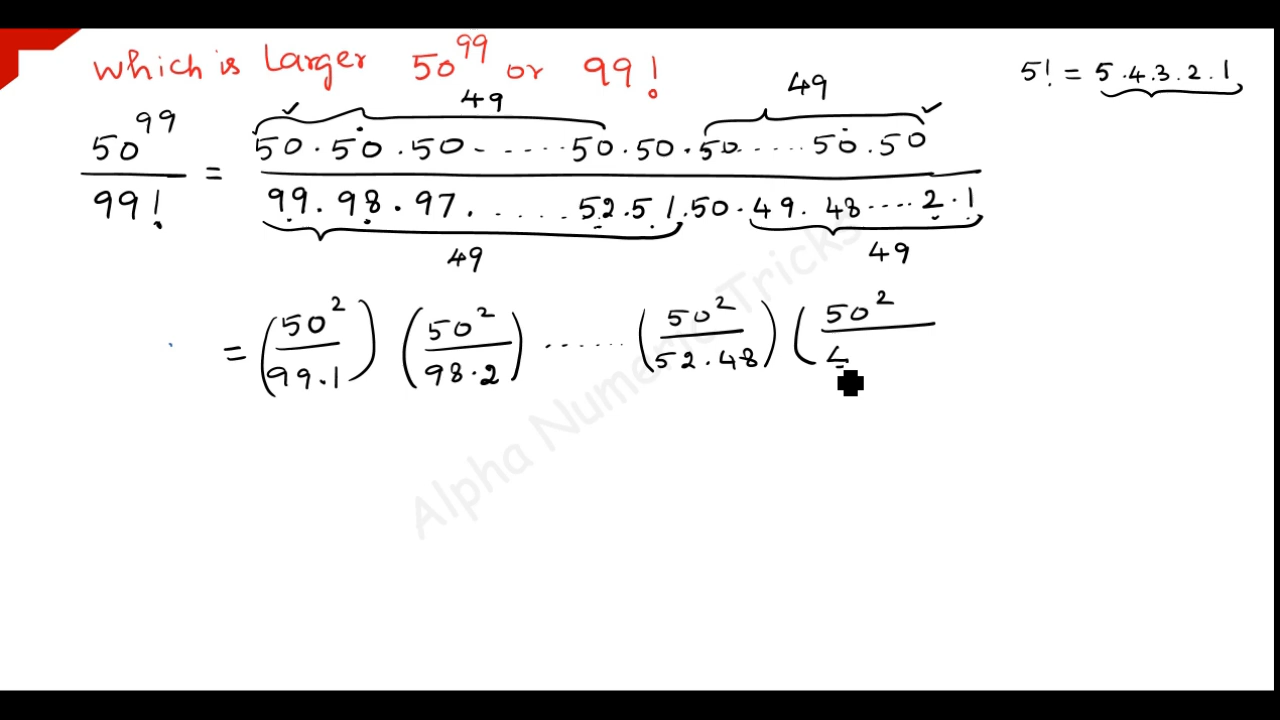 which is larger 50^99 or 99!
5! = 5.4.3.2.1
49 49
50^99 / 99! = 50.50.50-.....50.50.50.....50.50 / 99.98.97......52.51.50.49.48....2.1
49 49
= (50^2 / 99.1) (50^2 / 98.2) ...... (50^2 / 52.48) (50^2 / 4
Alpha Numeric Tricks